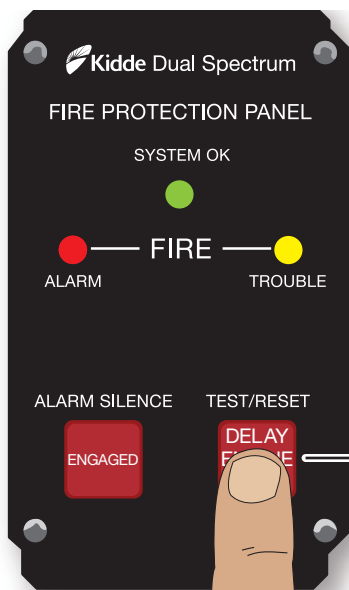 Kidde Dual Spectrum
FIRE PROTECTION PANEL
SYSTEM OK
FIRE
ALARM
TROUBLE
ALARM SILENCE
TEST/RESET
ENGAGED
DELAY